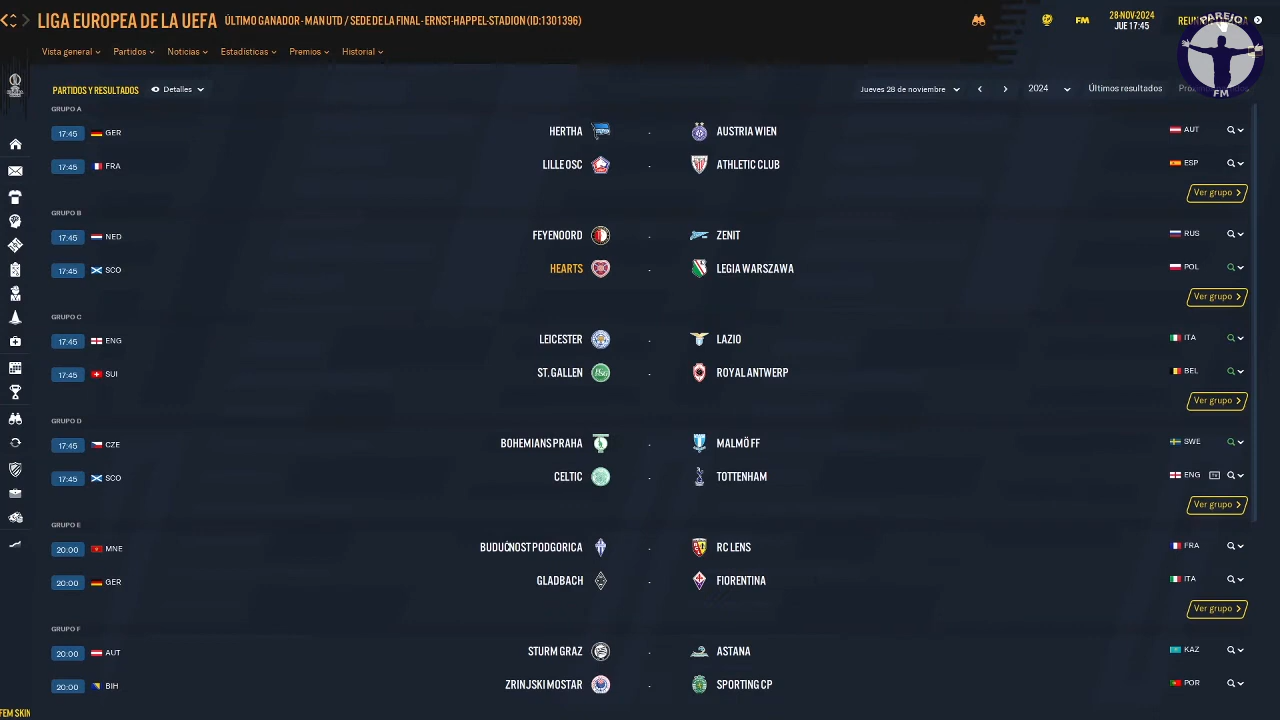 LIGA EUROPEA DE LA UEFA ÚLTIMO GANADOR - MAN UTD / SEDE DE LA FINAL - ERNST-HAPPEL-STADION (ID:1301396) FM 28-NOV-2024
JUE 17:45
PAREJO
FM
Vista general Partidos Noticias Estadísticas Premios Historial
PARTIDOS Y RESULTADOS Detalles Jueves 28 de noviembre 2024 Últimos resultados
GRUPO A
17:45 GER HERTHA - AUSTRIA WIEN AUT
17:45 FRA LILLE OSC - ATHLETIC CLUB ESP
Ver grupo
GRUPO B
17:45 NED FEYENOORD - ZENIT RUS
17:45 SCO HEARTS - LEGIA WARSZAWA POL
Ver grupo
GRUPO C
17:45 ENG LEICESTER - LAZIO ITA
17:45 SUI ST. GALLEN - ROYAL ANTWERP BEL
Ver grupo
GRUPO D
17:45 CZE BOHEMIANS PRAHA - MALMÖ FF SWE
17:45 SCO CELTIC - TOTTENHAM ENG
Ver grupo
GRUPO E
20:00 MNE BUDUĆNOST PODGORICA - RC LENS FRA
20:00 GER GLADBACH - FIORENTINA ITA
Ver grupo
GRUPO F
20:00 AUT STURM GRAZ - ASTANA KAZ
20:00 BIH ZRINJSKI MOSTAR - SPORTING CP POR
FEM SKIN